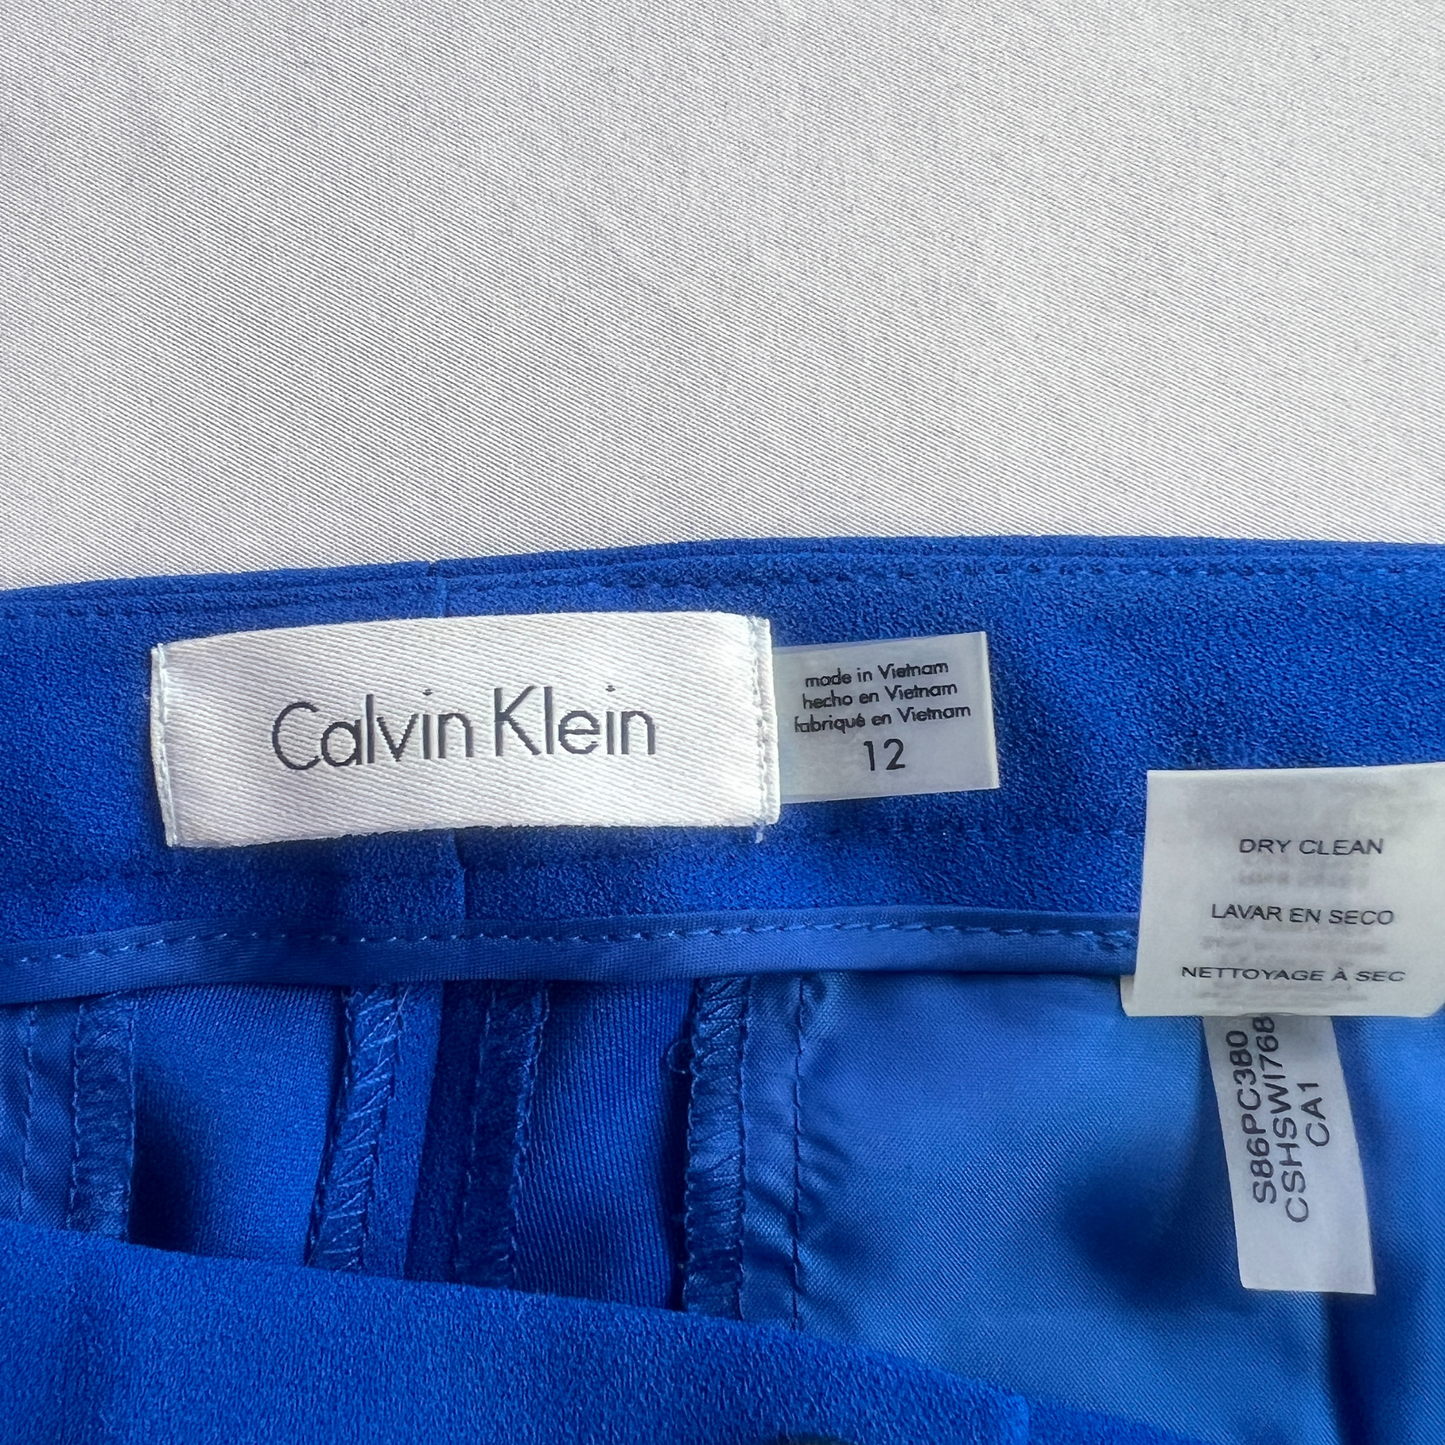 Calvin Klein
made in Vietnam
hecho en Vietnam
fabriqué en Vietnam
12
DRY CLEAN
LAVAR EN SECO
NETTOYAGE À SEC
S86PC380
CSHSWI768
CA1